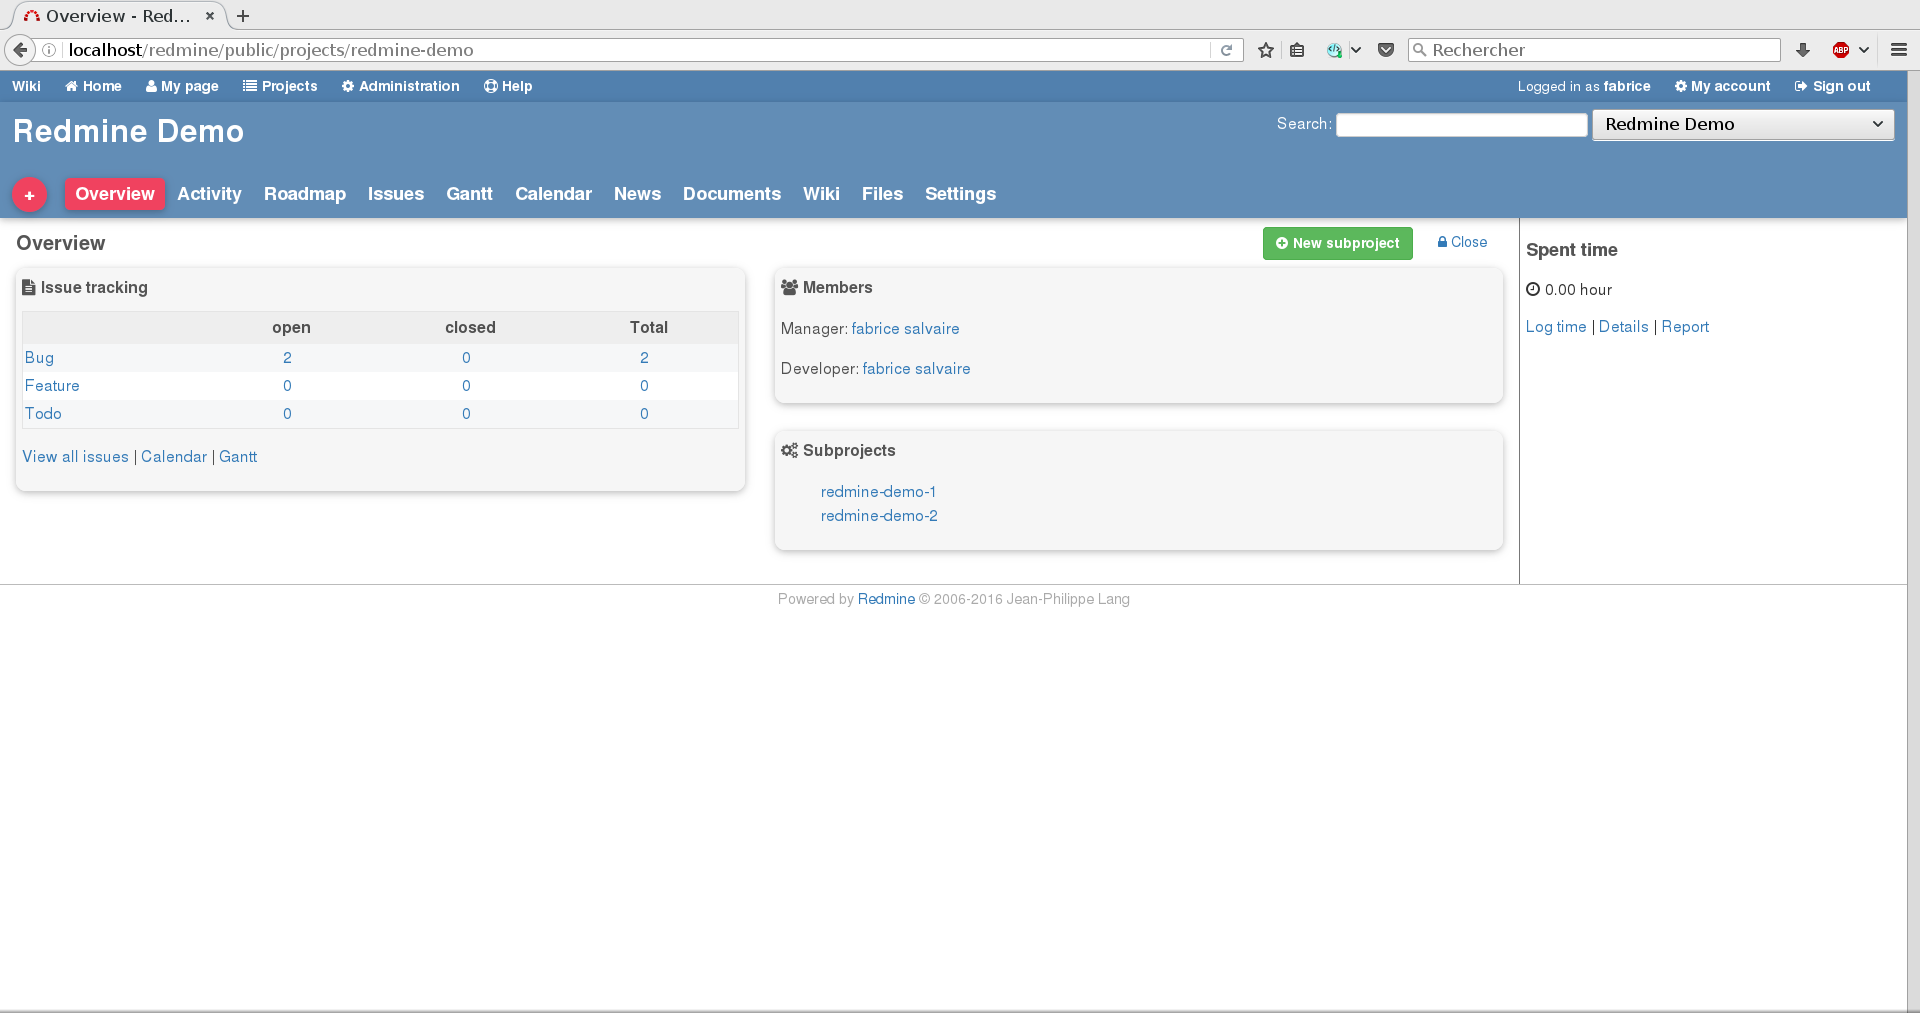 Overview - Red...
localhost/redmine/public/projects/redmine-demo
Rechercher
ABP
Wiki Home My page Projects Administration Help Logged in as fabrice My account Sign out
Redmine Demo
Search: Redmine Demo
+ Overview Activity Roadmap Issues Gantt Calendar News Documents Wiki Files Settings
Overview
New subproject Close
Issue tracking
open closed Total
Bug 2 0 2
Feature 0 0 0
Todo 0 0 0
View all issues | Calendar | Gantt
Members
Manager: fabrice salvaire
Developer: fabrice salvaire
Subprojects
redmine-demo-1
redmine-demo-2
Spent time
0.00 hour
Log time | Details | Report
Powered by Redmine © 2006-2016 Jean-Philippe Lang